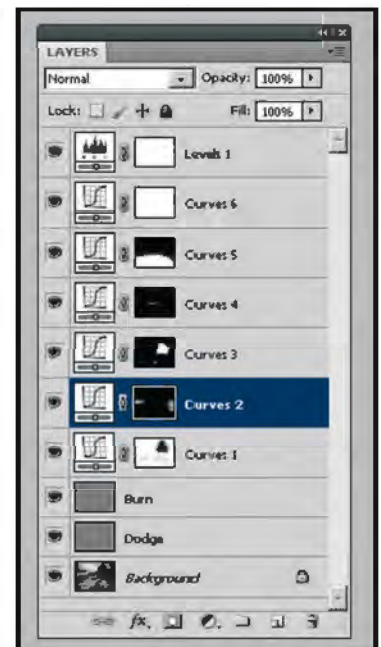 LAYERS
Normal Opacity: 100%
Lock: Fill: 100%
Levels 1
Curves 6
Curves 5
Curves 4
Curves 3
Curves 2
Curves 1
Burn
Dodge
Background
fx.